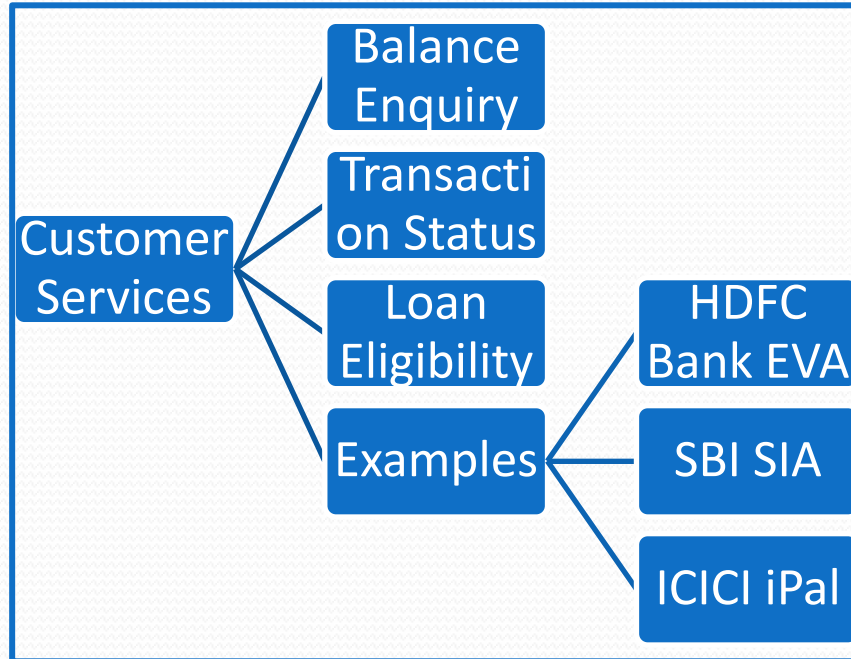 Customer
Services
Balance
Enquiry
Transacti
on Status
Loan
Eligibility
Examples
HDFC
Bank EVA
SBI SIA
ICICI iPal